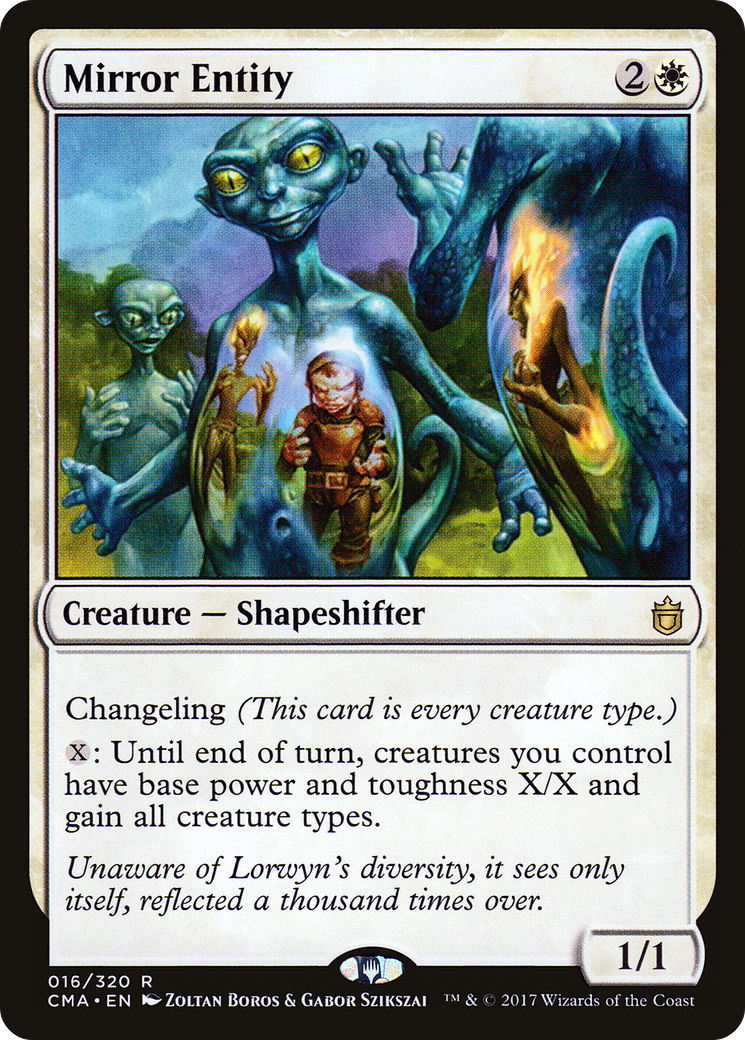 Mirror Entity 2
Creature — Shapeshifter
Changeling (This card is every creature type.)
X: Until end of turn, creatures you control
have base power and toughness X/X and
gain all creature types.
Unaware of Lorwyn's diversity, it sees only
itself, reflected a thousand times over.
1/1
016/320 R
CMA • EN ZOLTAN BOROS & GABOR SZIKSZAI ™ & © 2017 Wizards of the Coast